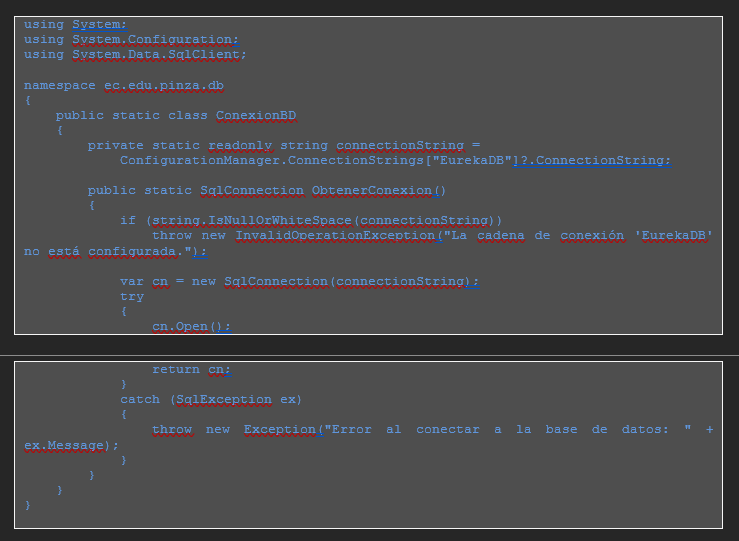 using System;
using System.Configuration;
using System.Data.SqlClient;
namespace ec.edu.pinza.db
{
public static class ConexionBD
{
private static readonly string connectionString =
ConfigurationManager.ConnectionStrings["EurekaDB"]?.ConnectionString;
public static SqlConnection ObtenerConexion()
{
if (string.IsNullOrWhiteSpace(connectionString))
throw new InvalidOperationException("La cadena de conexión 'EurekaDB'
no está configurada.");
var cn = new SqlConnection(connectionString);
try
{
cn.Open();
return cn;
}
catch (SqlException ex)
{
throw new Exception("Error al conectar a la base de datos: " +
ex.Message);
}
}
}
}